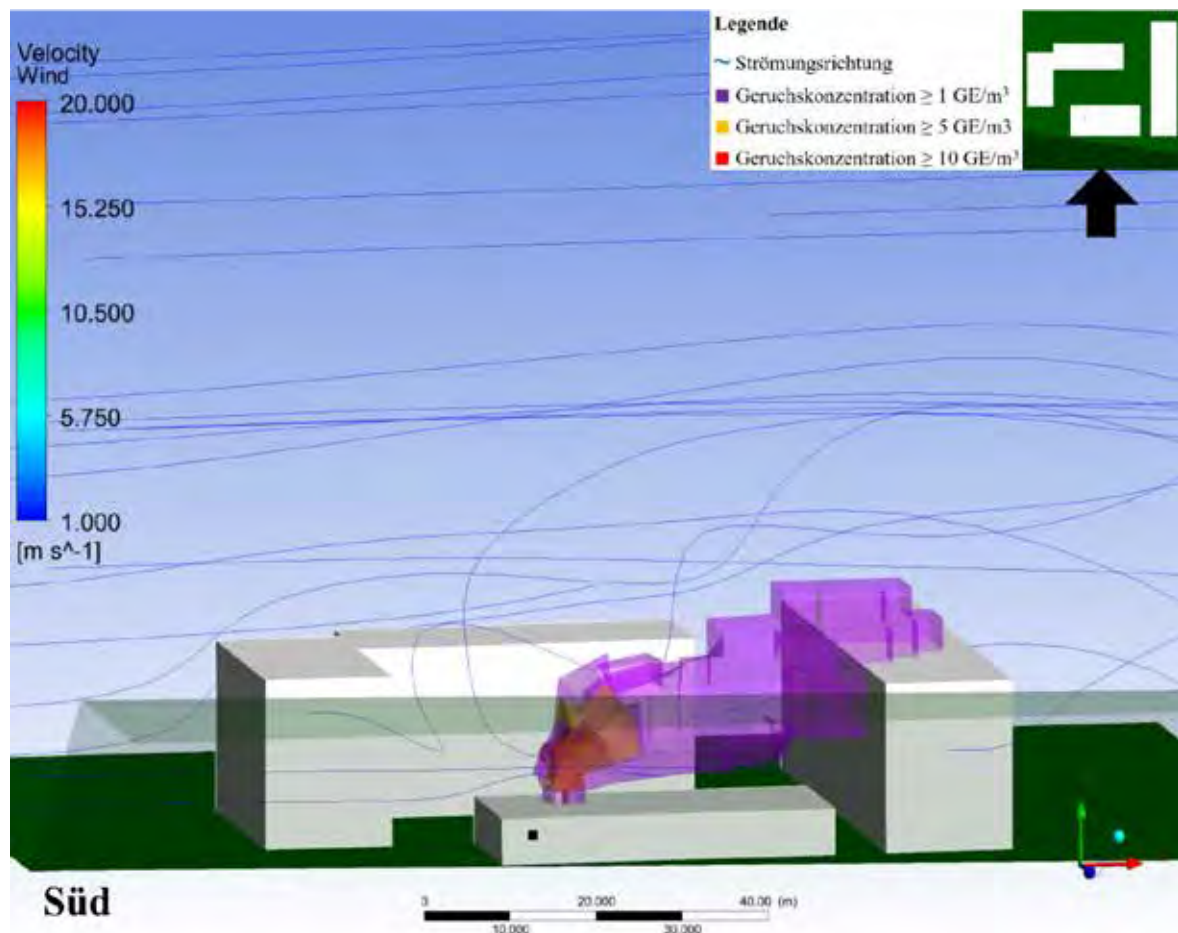 Velocity
Wind
20.000
15.250
10.500
5.750
1.000
[m s^-1]
Legende
Strömungsrichtung
Geruchskonzentration ≥ 1 GE/m³
Geruchskonzentration ≥ 5 GE/m3
Geruchskonzentration ≥ 10 GE/m³
Süd
0 20.000 40.00 (m)
10.000 30.000